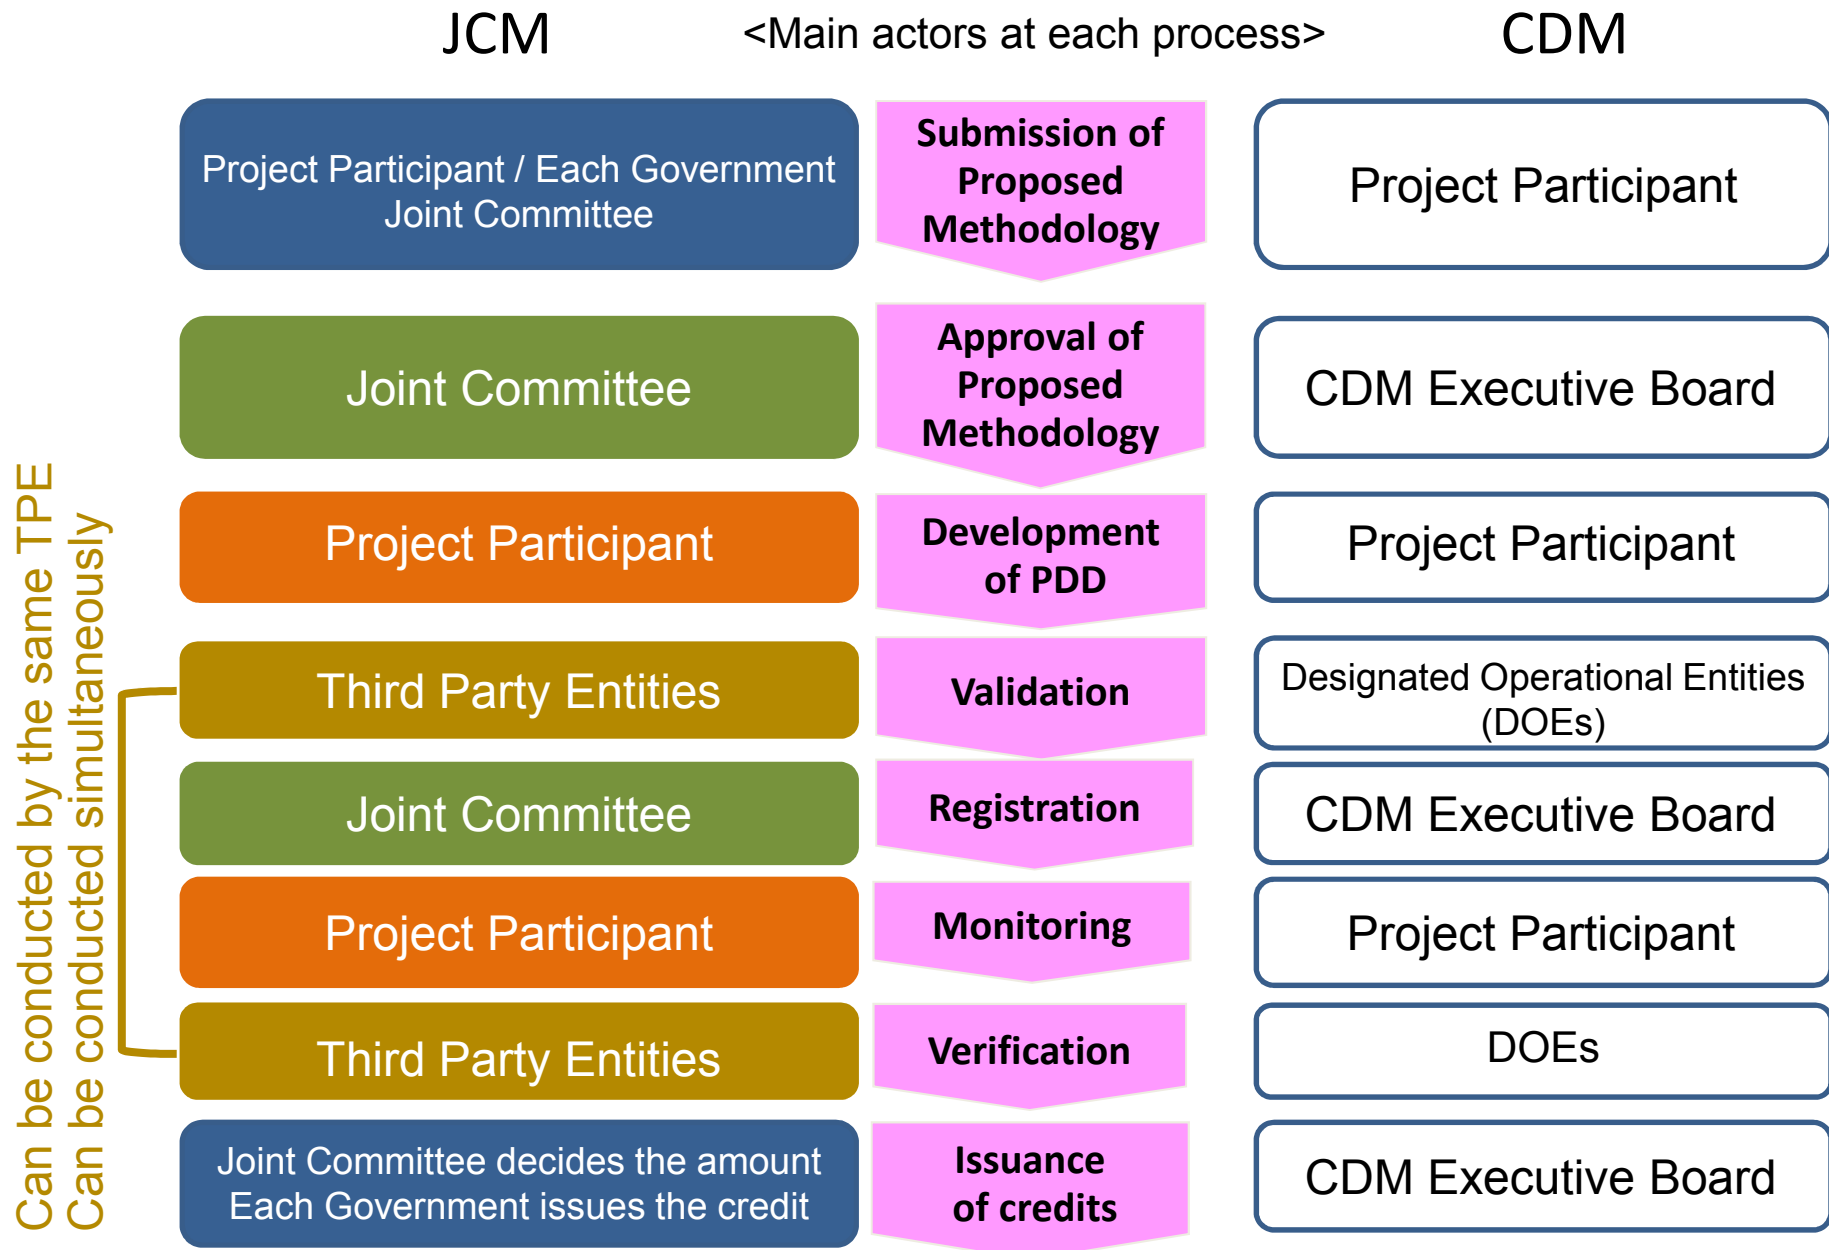 JCM <Main actors at each process> CDM
Project Participant / Each Government
Joint Committee
Submission of
Proposed
Methodology
Project Participant
Joint Committee
Approval of
Proposed
Methodology
CDM Executive Board
Project Participant
Development
of PDD
Project Participant
Third Party Entities
Validation
Designated Operational Entities
(DOEs)
Joint Committee
Registration
CDM Executive Board
Project Participant
Monitoring
Project Participant
Third Party Entities
Verification
DOEs
Joint Committee decides the amount
Each Government issues the credit
Issuance
of credits
CDM Executive Board
Can be conducted by the same TPE
Can be conducted simultaneously